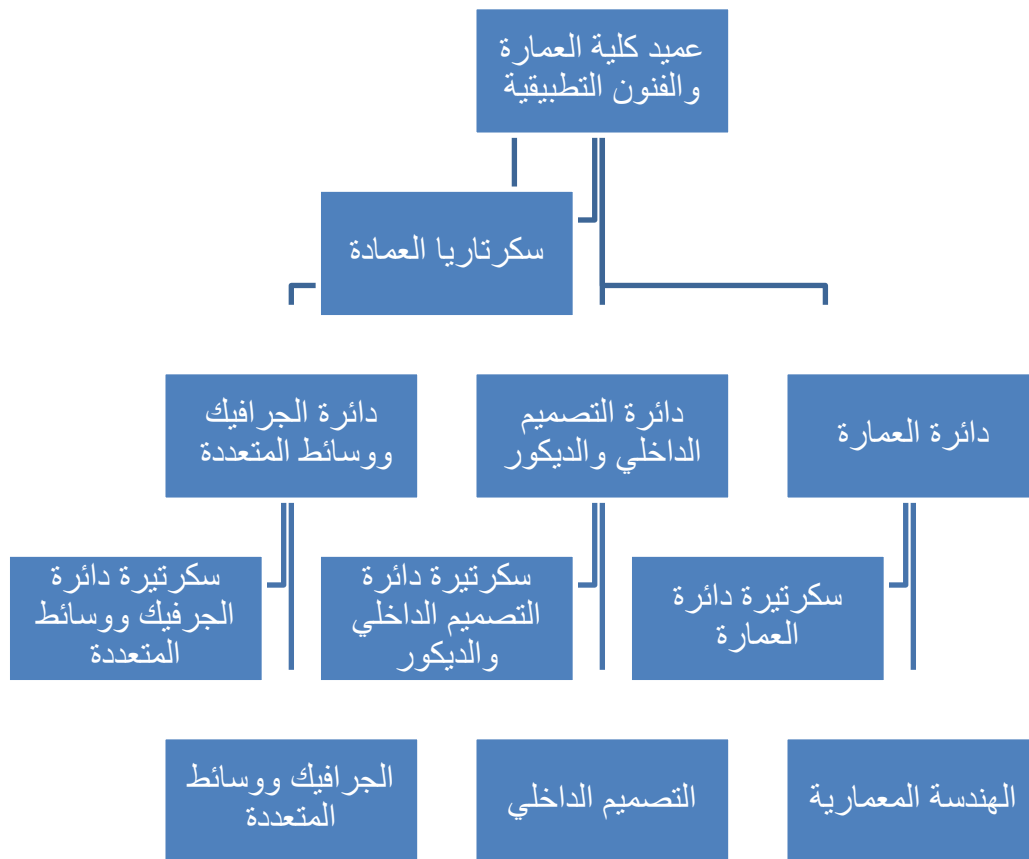 عميد كلية العمارة
والفنون التطبيقية
سكرتاريا العمادة
دائرة العمارة
دائرة التصميم
الداخلي والديكور
دائرة الجرافيك
ووسائط المتعددة
سكرتيرة دائرة
العمارة
سكرتيرة دائرة
التصميم الداخلي
والديكور
سكرتيرة دائرة
الجرفيك ووسائط
المتعددة
الهندسة المعمارية
التصميم الداخلي
الجرافيك ووسائط
المتعددة